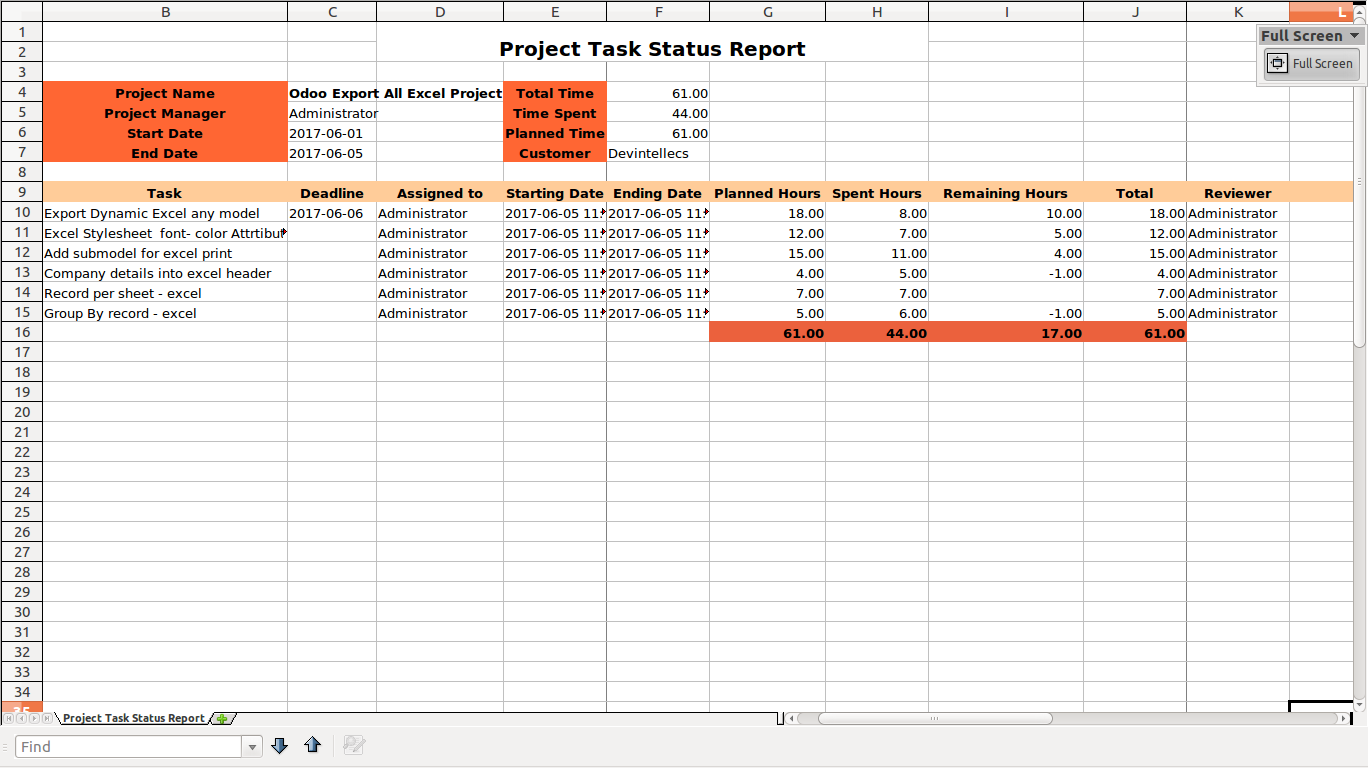 B C D E F G H I J K L
Full Screen
1
2 Project Task Status Report
Full Screen
3
4 Project Name Odoo Export All Excel Project Total Time 61.00
5 Project Manager Administrator Time Spent 44.00
6 Start Date 2017-06-01 Planned Time 61.00
7 End Date 2017-06-05 Customer Devintellecs
8
9 Task Deadline Assigned to Starting Date Ending Date Planned Hours Spent Hours Remaining Hours Total Reviewer
10 Export Dynamic Excel any model 2017-06-06 Administrator 2017-06-05 11: 2017-06-05 11: 18.00 8.00 10.00 18.00 Administrator
11 Excel Stylesheet font- color Attrtibut Administrator 2017-06-05 11: 2017-06-05 11: 12.00 7.00 5.00 12.00 Administrator
12 Add submodel for excel print Administrator 2017-06-05 11: 2017-06-05 11: 15.00 11.00 4.00 15.00 Administrator
13 Company details into excel header Administrator 2017-06-05 11: 2017-06-05 11: 4.00 5.00 -1.00 4.00 Administrator
14 Record per sheet - excel Administrator 2017-06-05 11: 2017-06-05 11: 7.00 7.00 7.00 Administrator
15 Group By record - excel Administrator 2017-06-05 11: 2017-06-05 11: 5.00 6.00 -1.00 5.00 Administrator
16 61.00 44.00 17.00 61.00
17
18
19
20
21
22
23
24
25
26
27
28
29
30
31
32
33
34
35
Project Task Status Report
Find